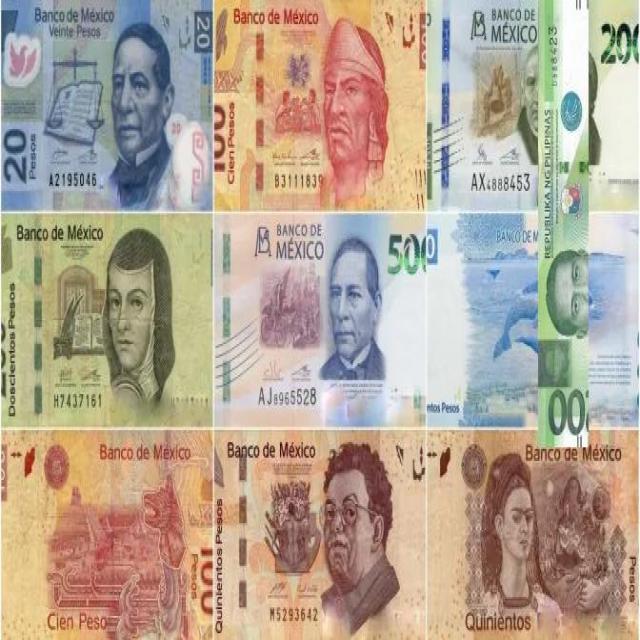 Banco de México
Veinte Pesos
20
20
Pesos
20
A2195046
Banco de México
100
Cien Pesos
B3111839
BANCO DE
MÉXICO
AX4888453
200
REPUBLIKA NG PILIPINAS
Banco de México
Doscientos Pesos
H7437161
BANCO DE
MÉXICO
500
AJ8965528
BANCO DE M
ntos Pesos
00
Banco de México
100
Pesos
Cien Peso
Banco de México
Quinientos Pesos
M5293642
Banco de México
Quinientos
Pesos